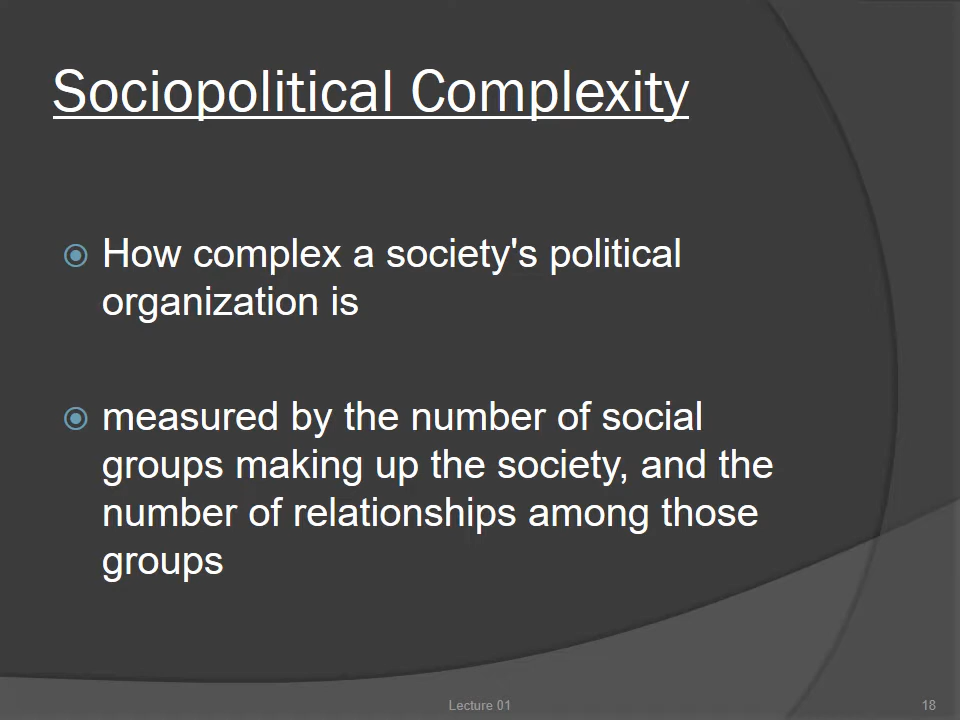 Sociopolitical Complexity
How complex a society's political
organization is
measured by the number of social
groups making up the society, and the
number of relationships among those
groups
Lecture 01
18